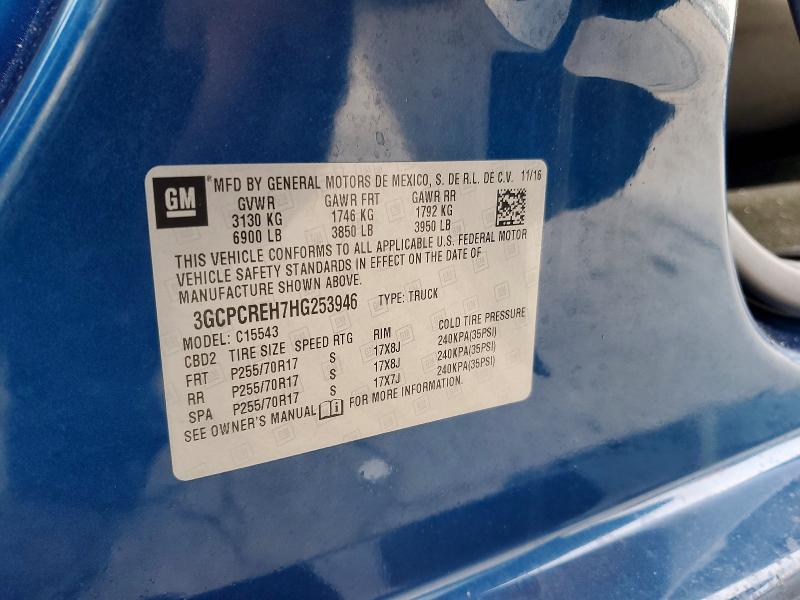 GM
®MFD BY GENERAL MOTORS DE MEXICO, S. DE R.L. DE C.V. 11/16
GVWR GAWR FRT GAWR RR
3130 KG 1746 KG 1792 KG
6900 LB 3850 LB 3950 LB
THIS VEHICLE CONFORMS TO ALL APPLICABLE U.S. FEDERAL MOTOR
VEHICLE SAFETY STANDARDS IN EFFECT ON THE DATE OF
MANUFACTURE SHOWN ABOVE.
3GCPCREH7HG253946 TYPE: TRUCK
MODEL: C15543
CBD2 TIRE SIZE SPEED RTG RIM COLD TIRE PRESSURE
FRT P255/70R17 S 17X8J 240KPA(35PSI)
RR P255/70R17 S 17X8J 240KPA(35PSI)
SPA P255/70R17 S 17X7J 240KPA(35PSI)
SEE OWNER'S MANUAL FOR MORE INFORMATION.